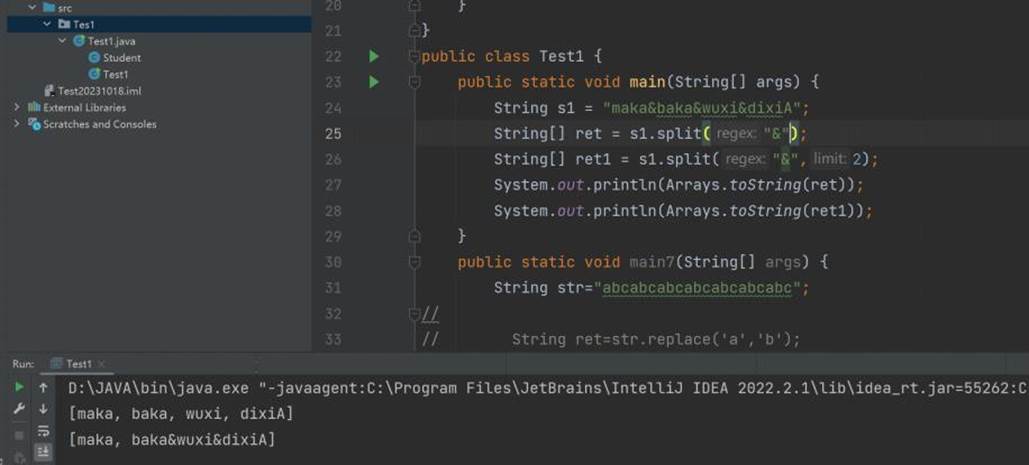 src
Tes1
Test1.java
Student
Test1
Test20231018.iml
External Libraries
Scratches and Consoles
20 }
21 }
22 public class Test1 {
23 public static void main(String[] args) {
24 String s1 = "maka&baka&wuxi&dixiA";
25 String[] ret = s1.split( regex: "&");
26 String[] ret1 = s1.split( regex: "&", limit: 2);
27 System.out.println(Arrays.toString(ret));
28 System.out.println(Arrays.toString(ret1));
29 }
30 public static void main7(String[] args) {
31 String str="abcabcabcabcabcabcabc";
32 //
33 // String ret=str.replace('a','b');
Run: Test1
D:\JAVA\bin\java.exe "-javaagent:C:\Program Files\JetBrains\IntelliJ IDEA 2022.2.1\lib\idea_rt.jar=55262:C
[maka, baka, wuxi, dixiA]
[maka, baka&wuxi&dixiA]